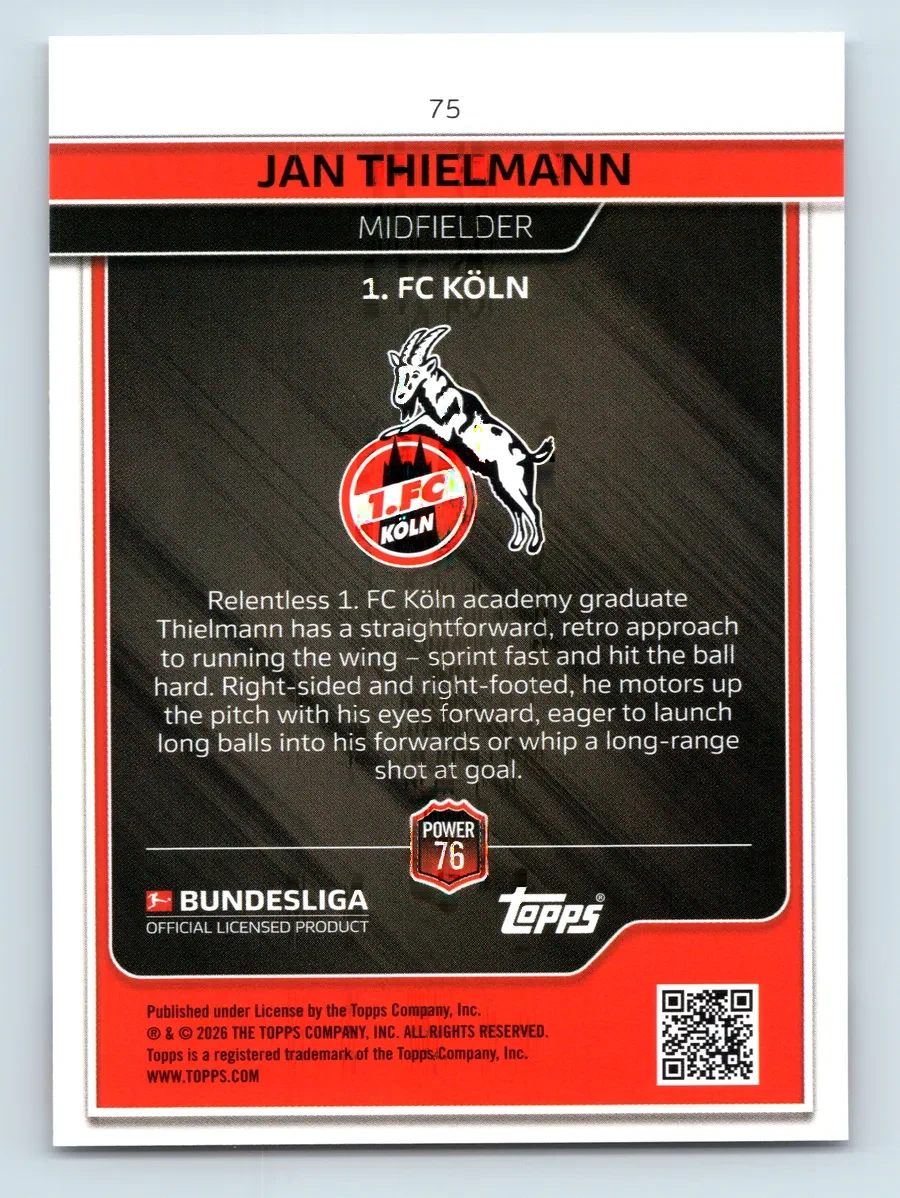 75
JAN THIELMANN
MIDFIELDER
1. FC KÖLN
1.FC
KÖLN
Relentless 1. FC Köln academy graduate
Thielmann has a straightforward, retro approach
to running the wing – sprint fast and hit the ball
hard. Right-sided and right-footed, he motors up
the pitch with his eyes forward, eager to launch
long balls into his forwards or whip a long-range
shot at goal.
POWER
76
BUNDESLIGA
OFFICIAL LICENSED PRODUCT
Topps®
Published under License by the Topps Company, Inc.
® & © 2026 THE TOPPS COMPANY, INC. ALL RIGHTS RESERVED.
Topps is a registered trademark of the Topps Company, Inc.
WWW.TOPPS.COM